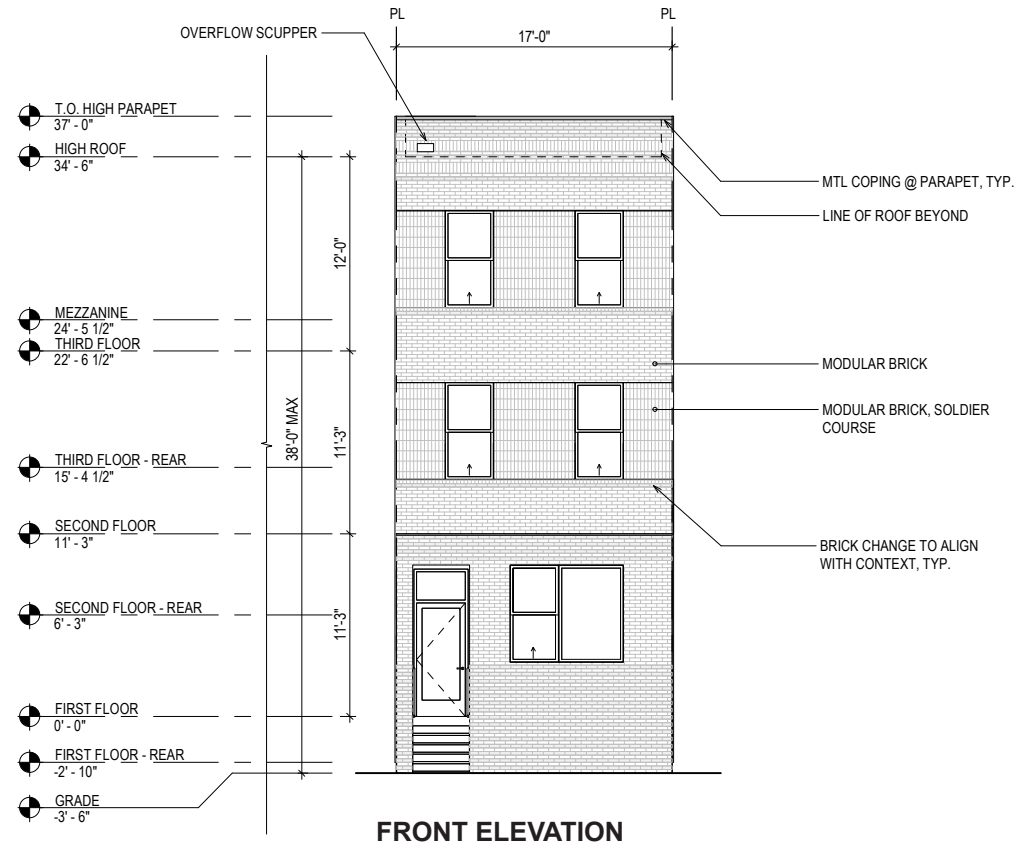 PL
PL
OVERFLOW SCUPPER
17'-0"
T.O. HIGH PARAPET
37' - 0"
HIGH ROOF
34' - 6"
MTL COPING @ PARAPET, TYP.
LINE OF ROOF BEYOND
12'-0"
MEZZANINE
24' - 5 1/2"
THIRD FLOOR
22' - 6 1/2"
MODULAR BRICK
MODULAR BRICK, SOLDIER
COURSE
38'-0" MAX
11'-3"
THIRD FLOOR - REAR
15' - 4 1/2"
SECOND FLOOR
11' - 3"
BRICK CHANGE TO ALIGN
WITH CONTEXT, TYP.
SECOND FLOOR - REAR
6' - 3"
11'-3"
FIRST FLOOR
0' - 0"
FIRST FLOOR - REAR
-2' - 10"
GRADE
-3' - 6"
FRONT ELEVATION